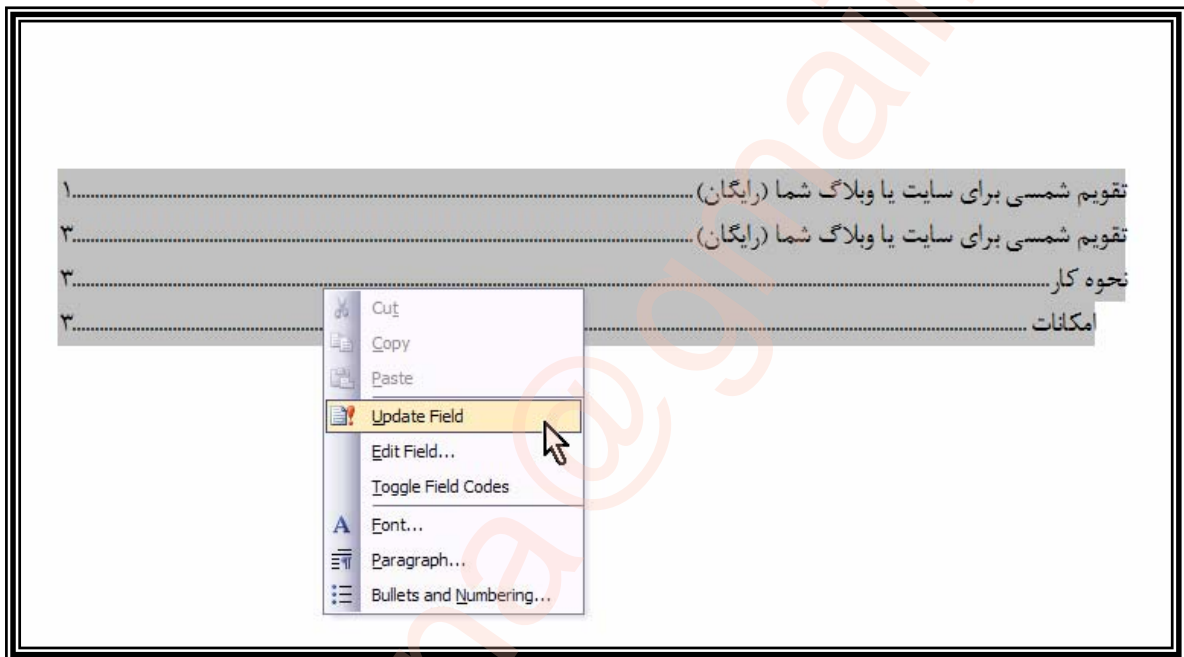 تقویم شمسی برای سایت یا وبلاگ شما (رایگان)..........۱
تقویم شمسی برای سایت یا وبلاگ شما (رایگان)..........۳
نحوه کار..........۳
امکانات..........۳
Cut
Copy
Paste
Update Field
Edit Field...
Toggle Field Codes
Font...
Paragraph...
Bullets and Numbering...